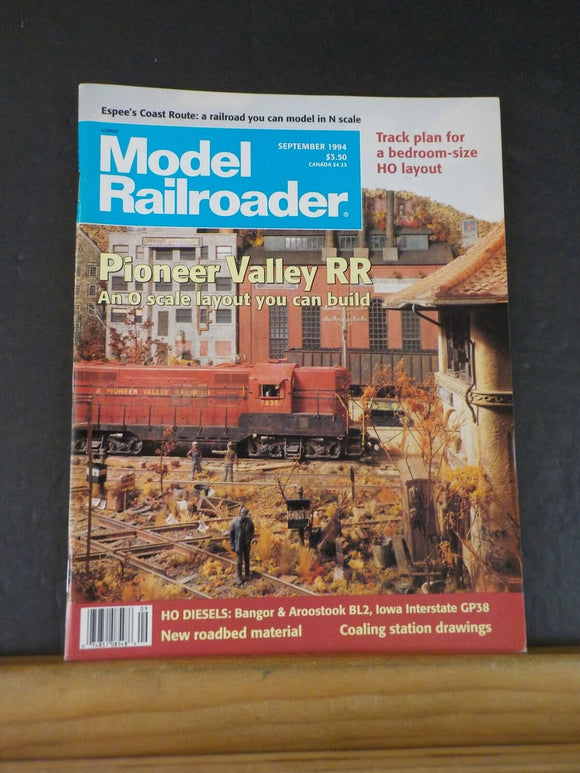 Espee's Coast Route: a railroad you can model in N scale
Model
Railroader®
SEPTEMBER 1994
$3.50
CANADA $4.25
Track plan for
a bedroom-size
HO layout
Pioneer Valley RR
An O scale layout you can build
PIONEER VALLEY RAILROAD
7436
09
HO DIESELS: Bangor & Aroostook BL2, Iowa Interstate GP38
New roadbed material
Coaling station drawings